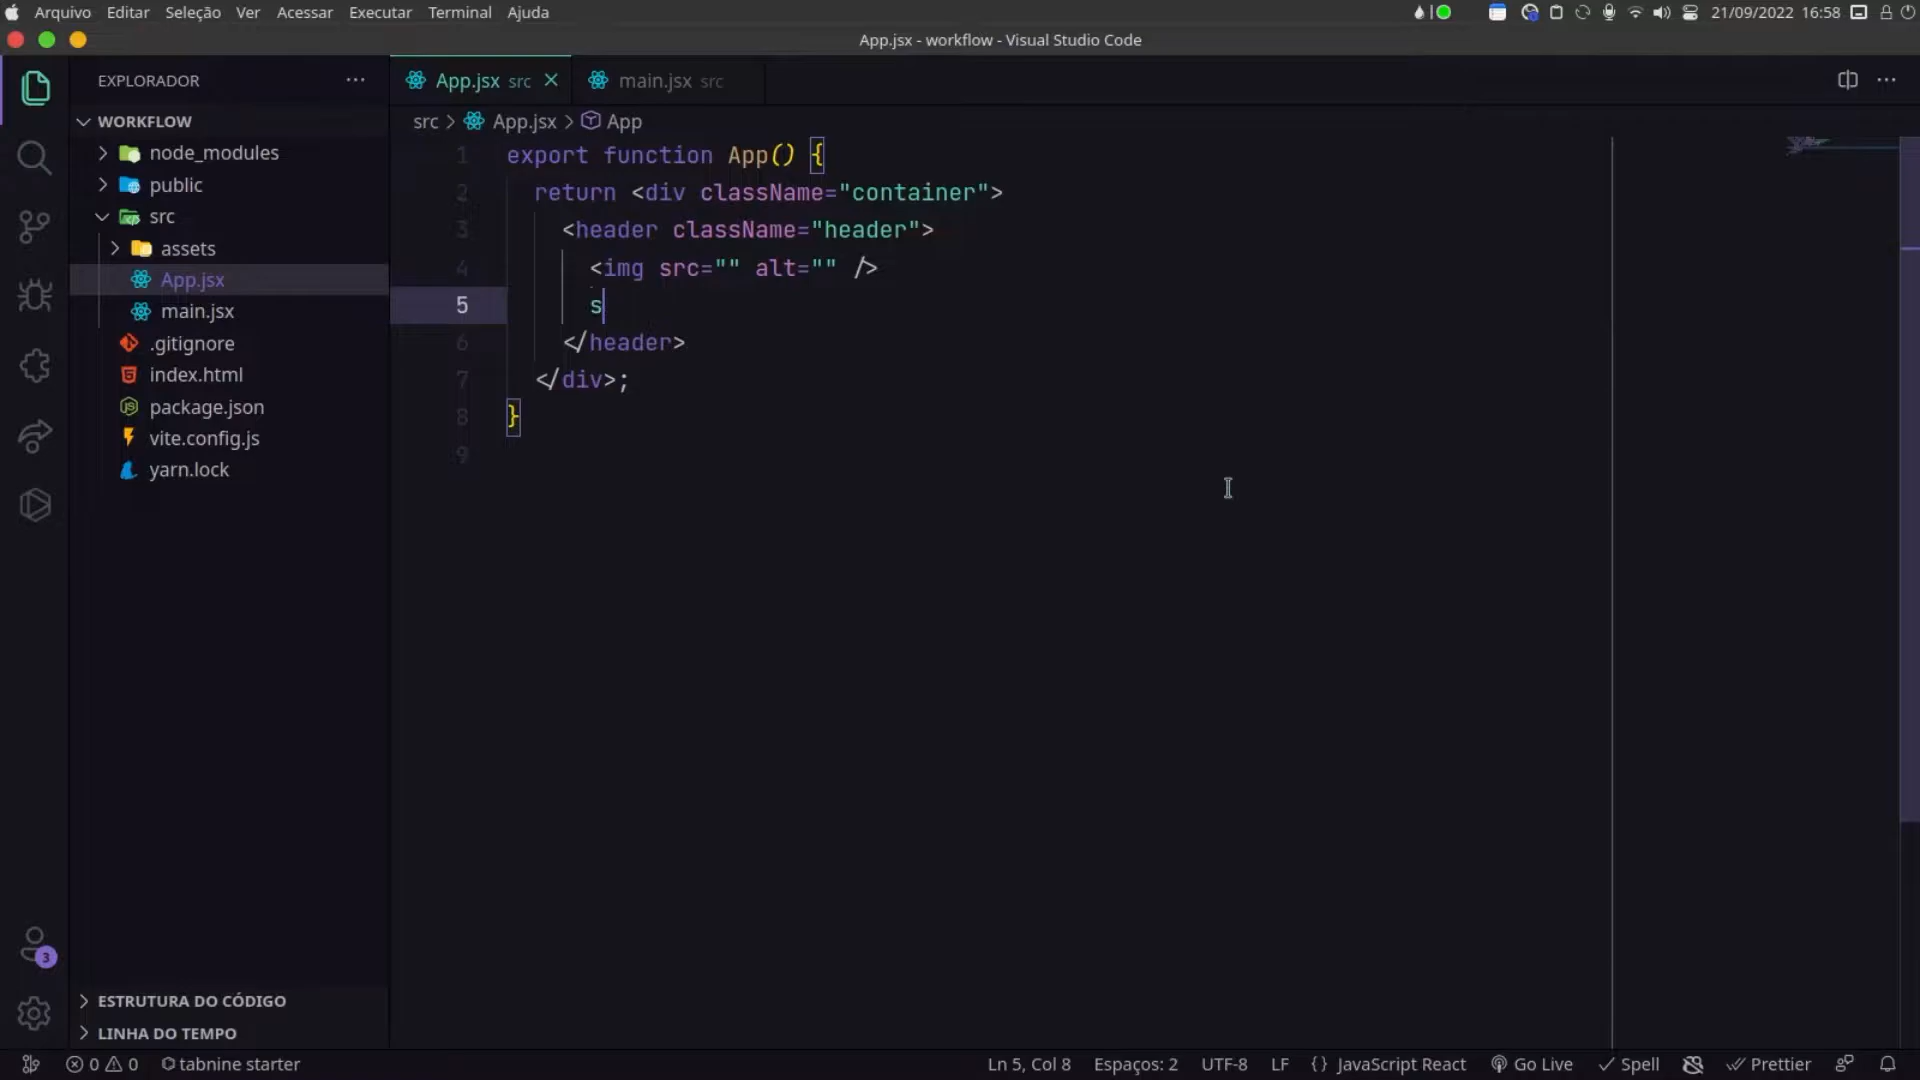 Arquivo Editar Seleção Ver Acessar Executar Terminal Ajuda 21/09/2022 16:58
App.jsx - workflow - Visual Studio Code
EXPLORADOR
App.jsx src
main.jsx src
WORKFLOW
src > App.jsx > App
node_modules
public
src
assets
App.jsx
main.jsx
.gitignore
index.html
package.json
vite.config.js
yarn.lock
1 export function App() {
2 return <div className="container">
3 <header className="header">
4 <img src="" alt="" />
5 s
6 </header>
7 </div>;
8 }
9
3
ESTRUTURA DO CÓDIGO
LINHA DO TEMPO
0 0 tabnine starter Ln 5, Col 8 Espaços: 2 UTF-8 LF {} JavaScript React Go Live Spell Prettier